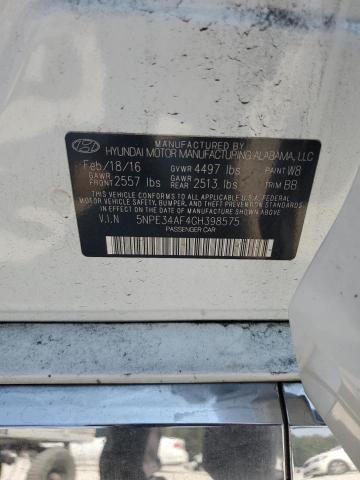 MANUFACTURED BY
HYUNDAI MOTOR MANUFACTURING ALABAMA, LLC
Feb/18/16 GVWR 4497 lbs PAINT W8
GAWR FRONT 2557 lbs GAWR REAR 2513 lbs TRIM BB
THIS VEHICLE CONFORMS TO ALL APPLICABLE U.S.A. FEDERAL
MOTOR VEHICLE SAFETY, BUMPER, AND THEFT PREVENTION
STANDARDS IN EFFECT ON THE DATE OF MANUFACTURE SHOWN ABOVE.
V.I.N 5NPE34AF4GH398575
PASSENGER CAR